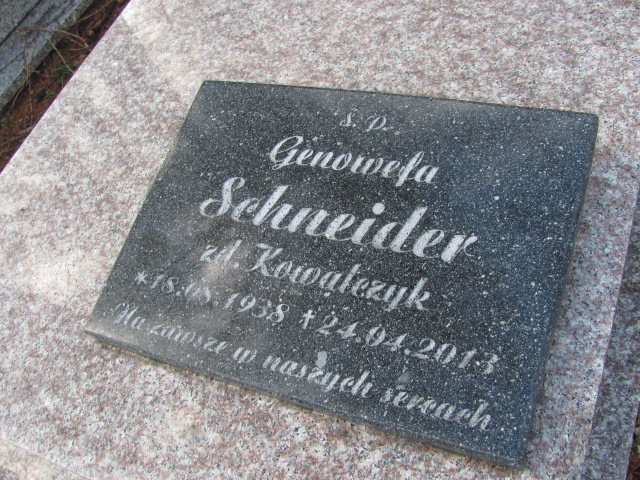 Ś. P.
Genowefa
Schneider
zd. Kowalczyk
*18.08.1938 †24.04.2013
Na zawsze w naszych sercach